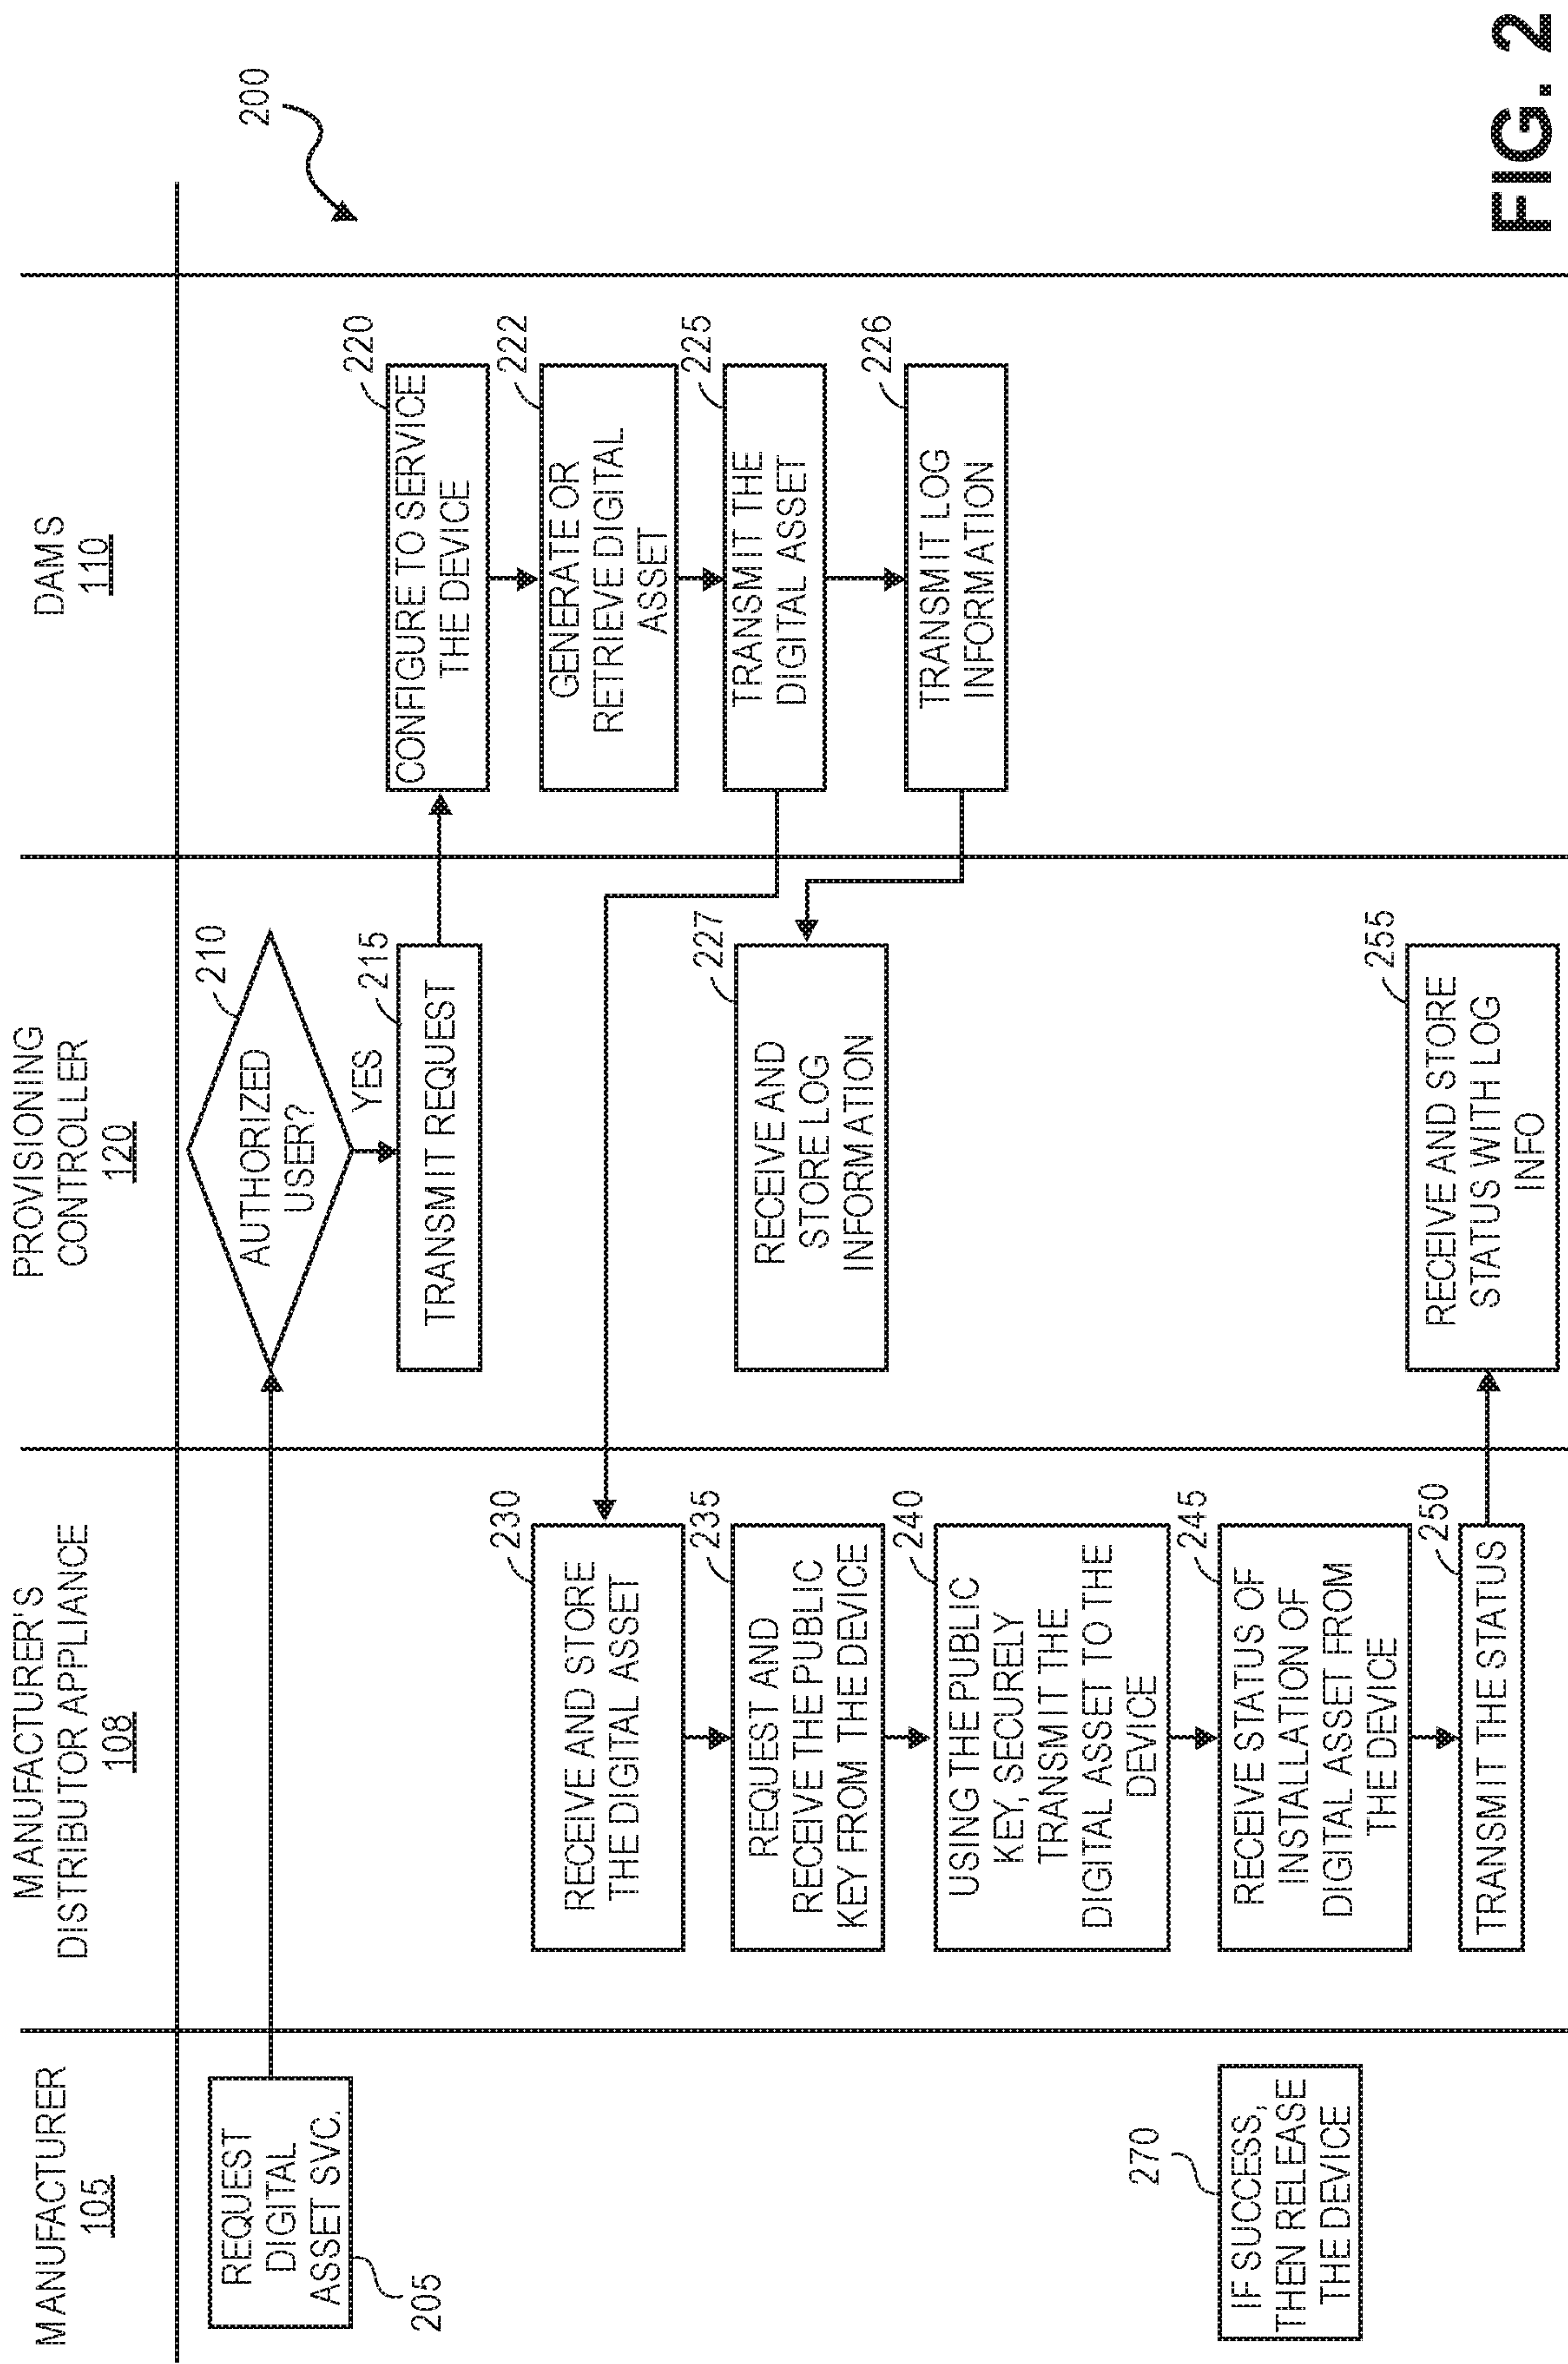 MANUFACTURER
105
MANUFACTURER'S
DISTRIBUTOR APPLIANCE
108
PROVISIONING
CONTROLLER
120
DAMS
110
200
REQUEST
DIGITAL
ASSET SVC.
205
210
AUTHORIZED
USER?
YES
215
TRANSMIT REQUEST
220
CONFIGURE TO SERVICE
THE DEVICE
222
GENERATE OR
RETRIEVE DIGITAL
ASSET
225
TRANSMIT THE
DIGITAL ASSET
226
TRANSMIT LOG
INFORMATION
227
RECEIVE AND
STORE LOG
INFORMATION
230
RECEIVE AND STORE
THE DIGITAL ASSET
235
REQUEST AND
RECEIVE THE PUBLIC
KEY FROM THE DEVICE
240
USING THE PUBLIC
KEY, SECURELY
TRANSMIT THE
DIGITAL ASSET TO THE
DEVICE
245
RECEIVE STATUS OF
INSTALLATION OF
DIGITAL ASSET FROM
THE DEVICE
250
TRANSMIT THE STATUS
255
RECEIVE AND STORE
STATUS WITH LOG
INFO
270
IF SUCCESS,
THEN RELEASE
THE DEVICE
FIG. 2